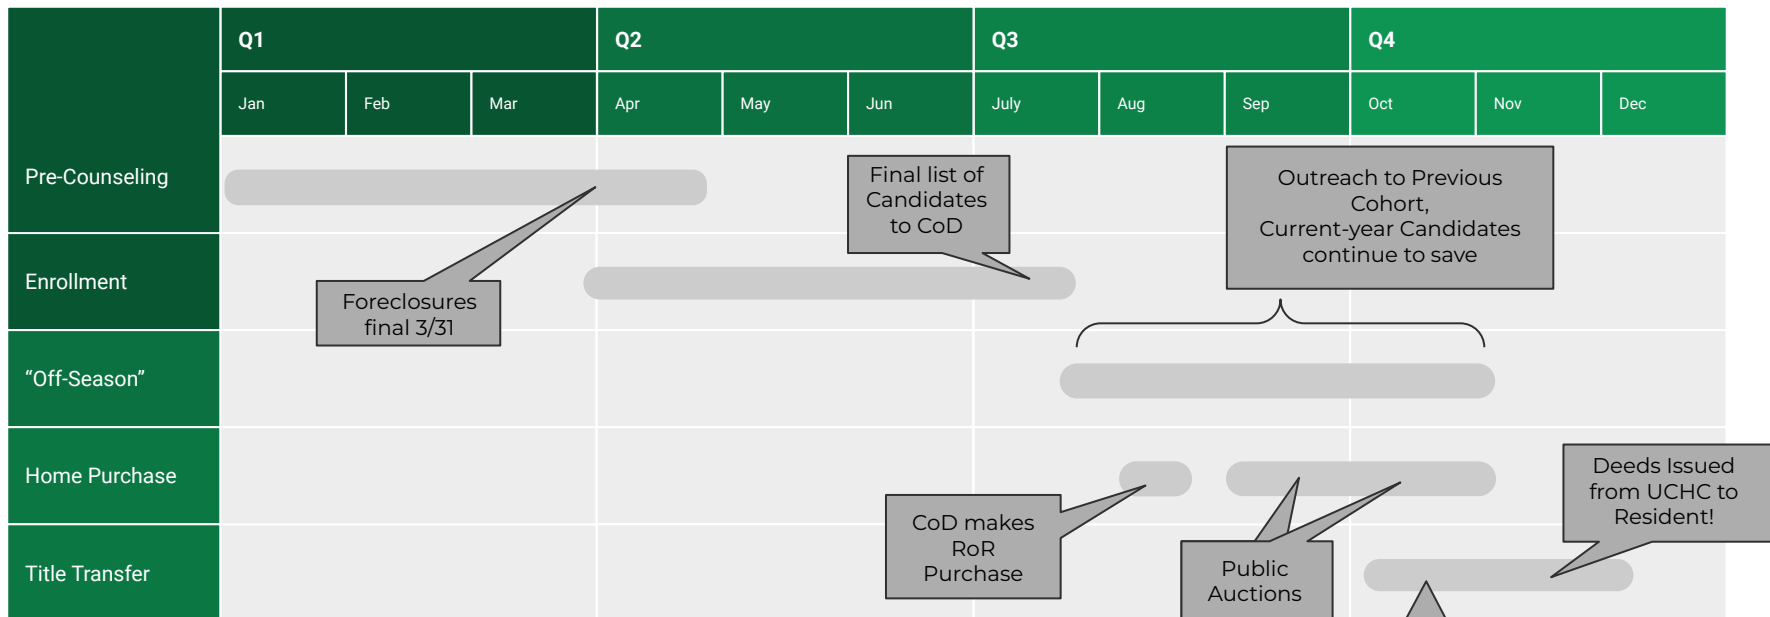 Q1 Q2 Q3 Q4
Jan Feb Mar Apr May Jun July Aug Sep Oct Nov Dec
Pre-Counseling
Final list of
Candidates
to CoD
Outreach to Previous
Cohort,
Current-year Candidates
continue to save
Enrollment
Foreclosures
final 3/31
“Off-Season”
Home Purchase
CoD makes
RoR
Purchase
Public
Auctions
Deeds Issued
from UCHC to
Resident!
Title Transfer